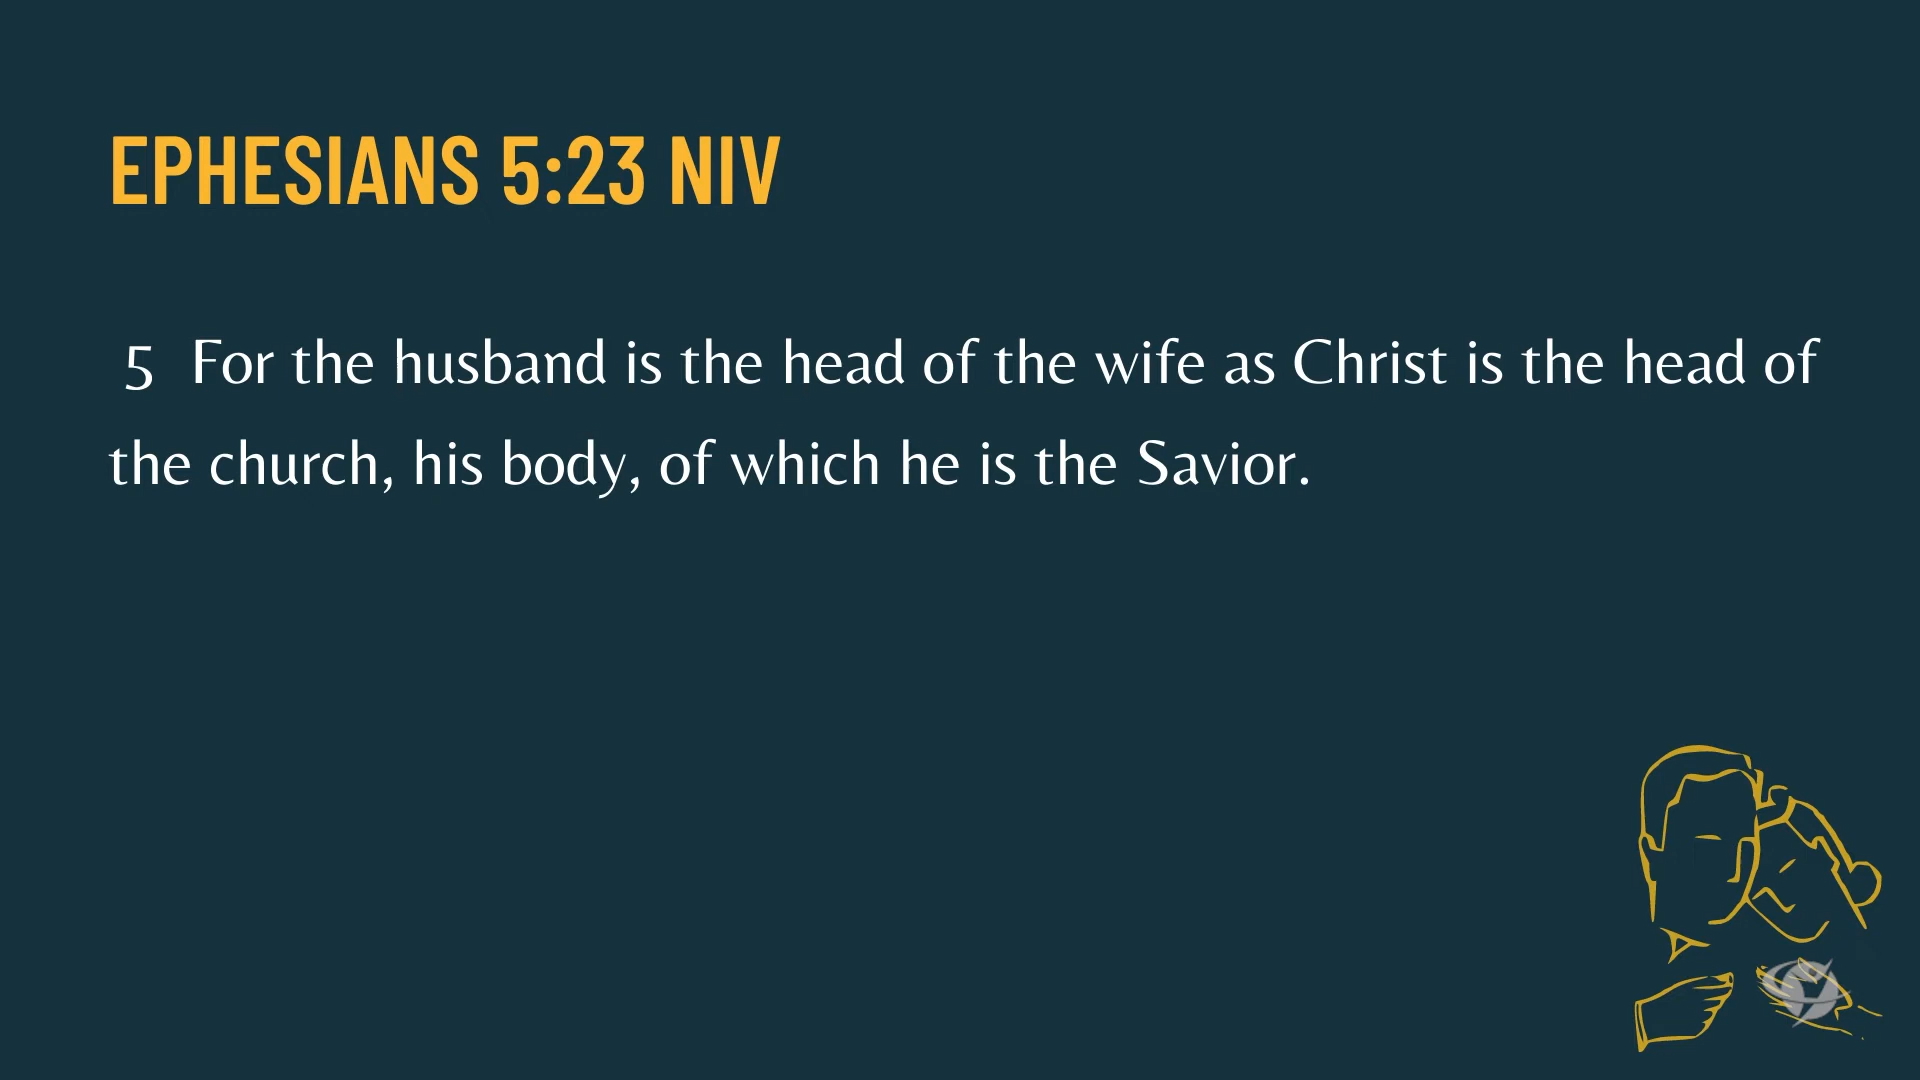 EPHESIANS 5:23 NIV
5 For the husband is the head of the wife as Christ is the head of
the church, his body, of which he is the Savior.